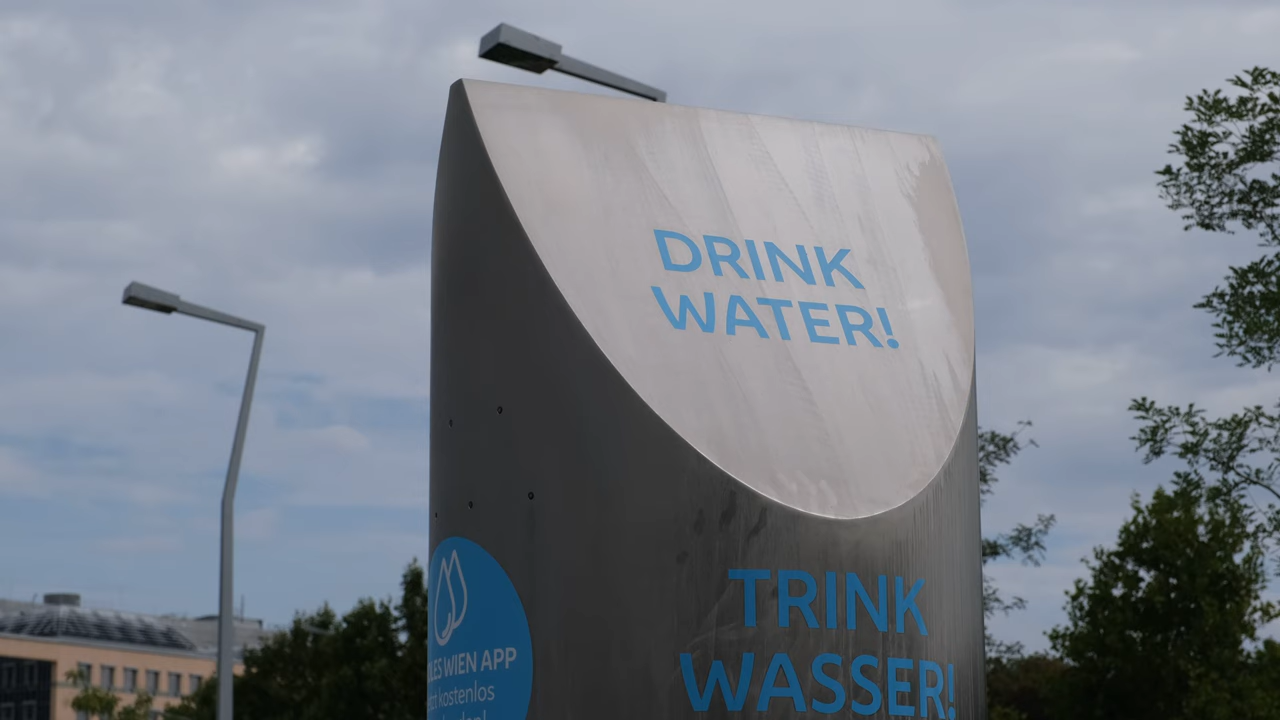 DRINK
WATER!
TRINK
WASSER!
WIEN APP
kostenlos